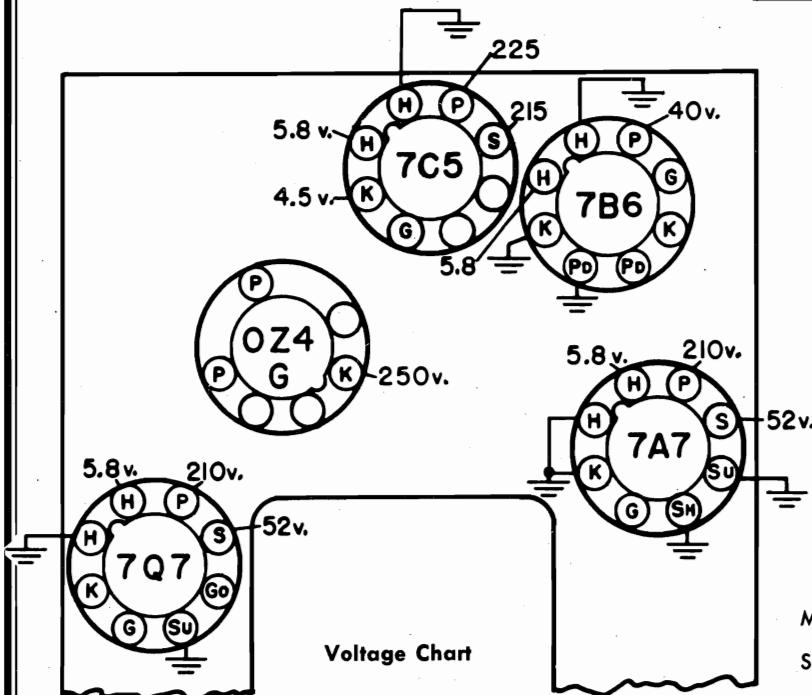 225
H P
5.8 v. H S 215
7C5
4.5 v. K
G
H P 40v.
H G
7B6
5.8 K K
PD PD
P
OZ4
G
P K 250v.
5.8v. 210v.
H P
H S 52v.
7A7
K SU
G SH
5.8v. 210v.
H P
H S 52v.
7Q7
K GO
G SU
Voltage Chart
M
S